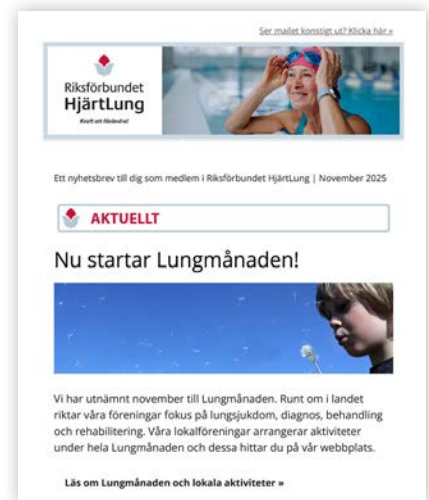 Ser mailet konstigt ut? Klicka här »
Riksförbundet
HjärtLung
Kraft att förändra!
Ett nyhetsbrev till dig som medlem i Riksförbundet HjärtLung | November 2025
AKTUELLT
Nu startar Lungmånaden!
Vi har utnämnt november till Lungmånaden. Runt om i landet
riktar våra föreningar fokus på lungsjukdom, diagnos, behandling
och rehabilitering. Våra lokalföreningar arrangerar aktiviteter
under hela Lungmånaden och dessa hittar du på vår webbplats.
Läs om Lungmånaden och lokala aktiviteter »